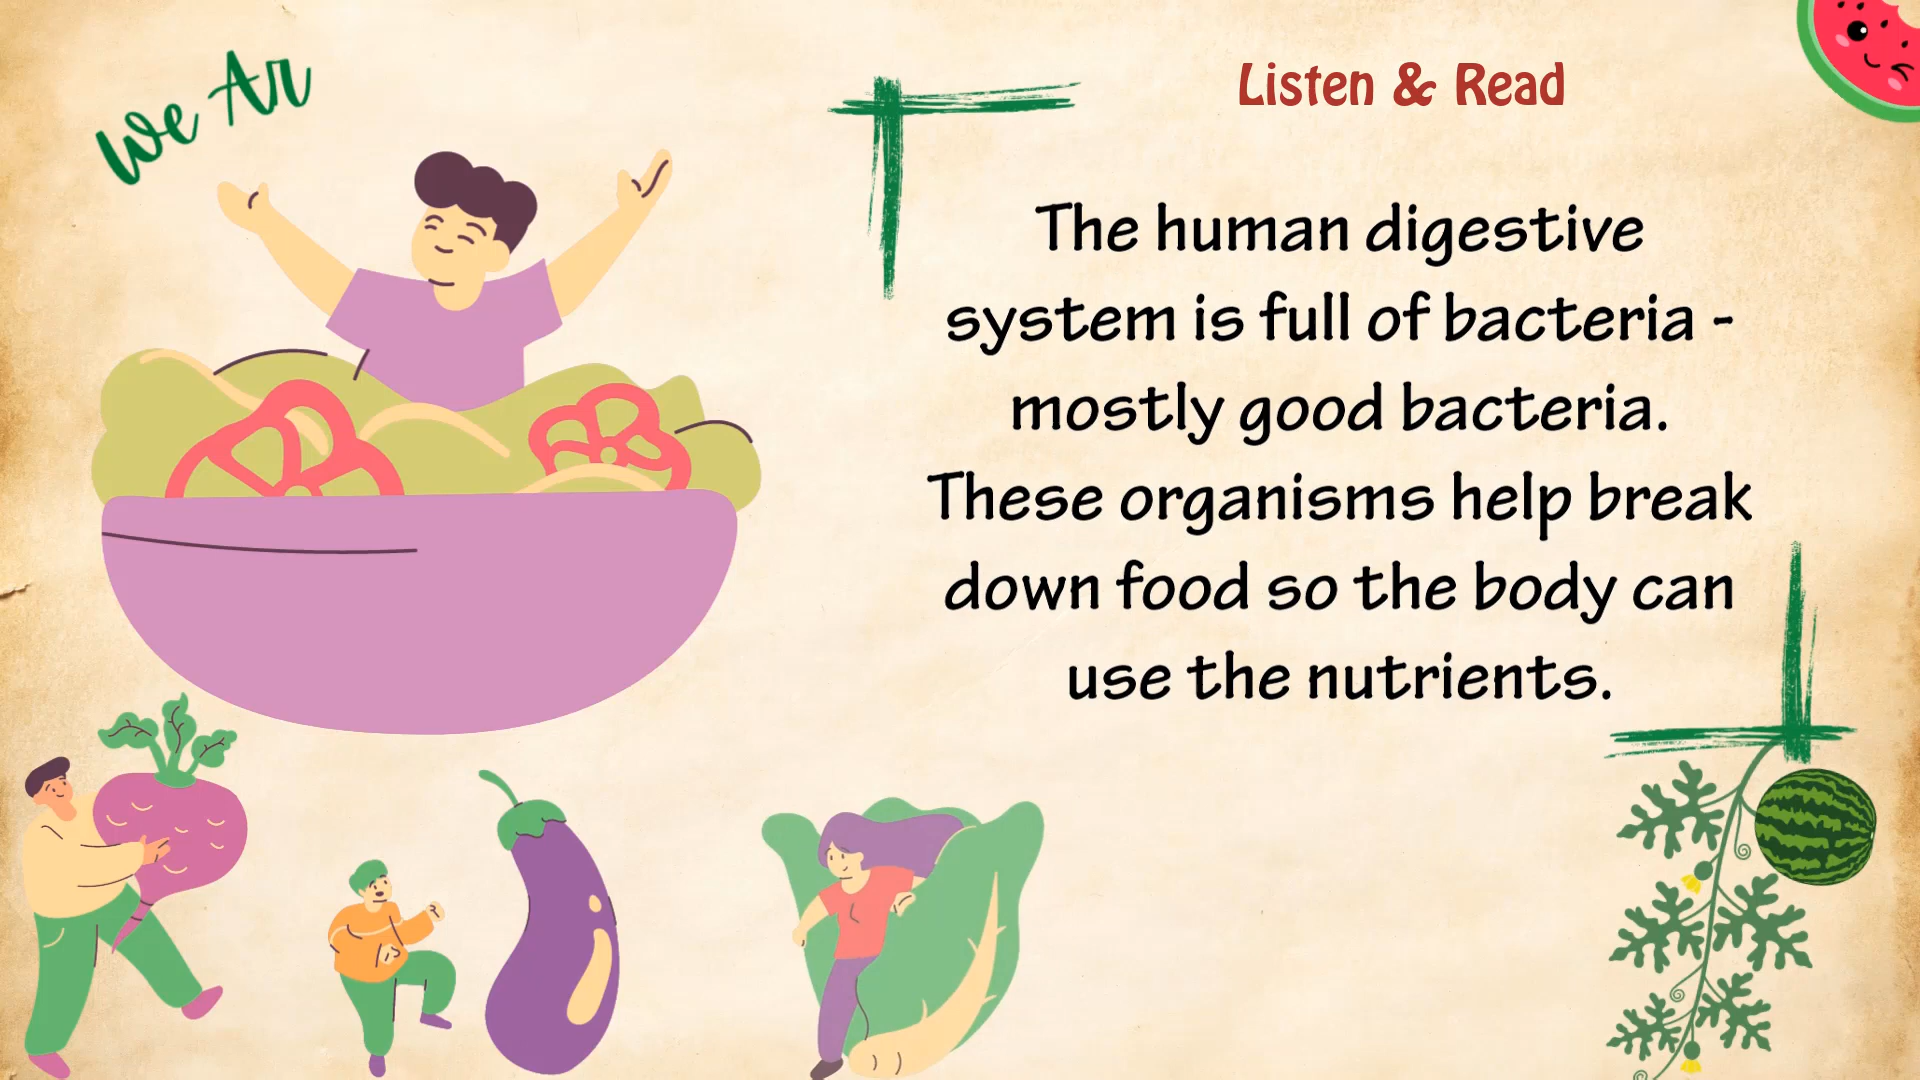 We Ar
Listen & Read
The human digestive
system is full of bacteria -
mostly good bacteria.
These organisms help break
down food so the body can
use the nutrients.